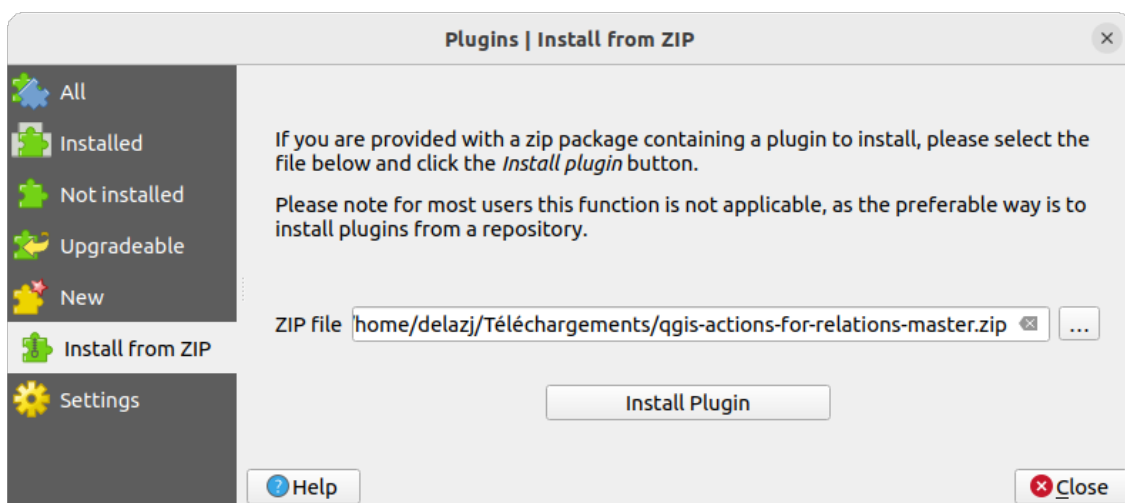 Plugins | Install from ZIP
All
Installed
Not installed
Upgradeable
New
Install from ZIP
Settings
If you are provided with a zip package containing a plugin to install, please select the
file below and click the Install plugin button.
Please note for most users this function is not applicable, as the preferable way is to
install plugins from a repository.
ZIP file /home/delazj/Téléchargements/qgis-actions-for-relations-master.zip ...
Install Plugin
Help
Close